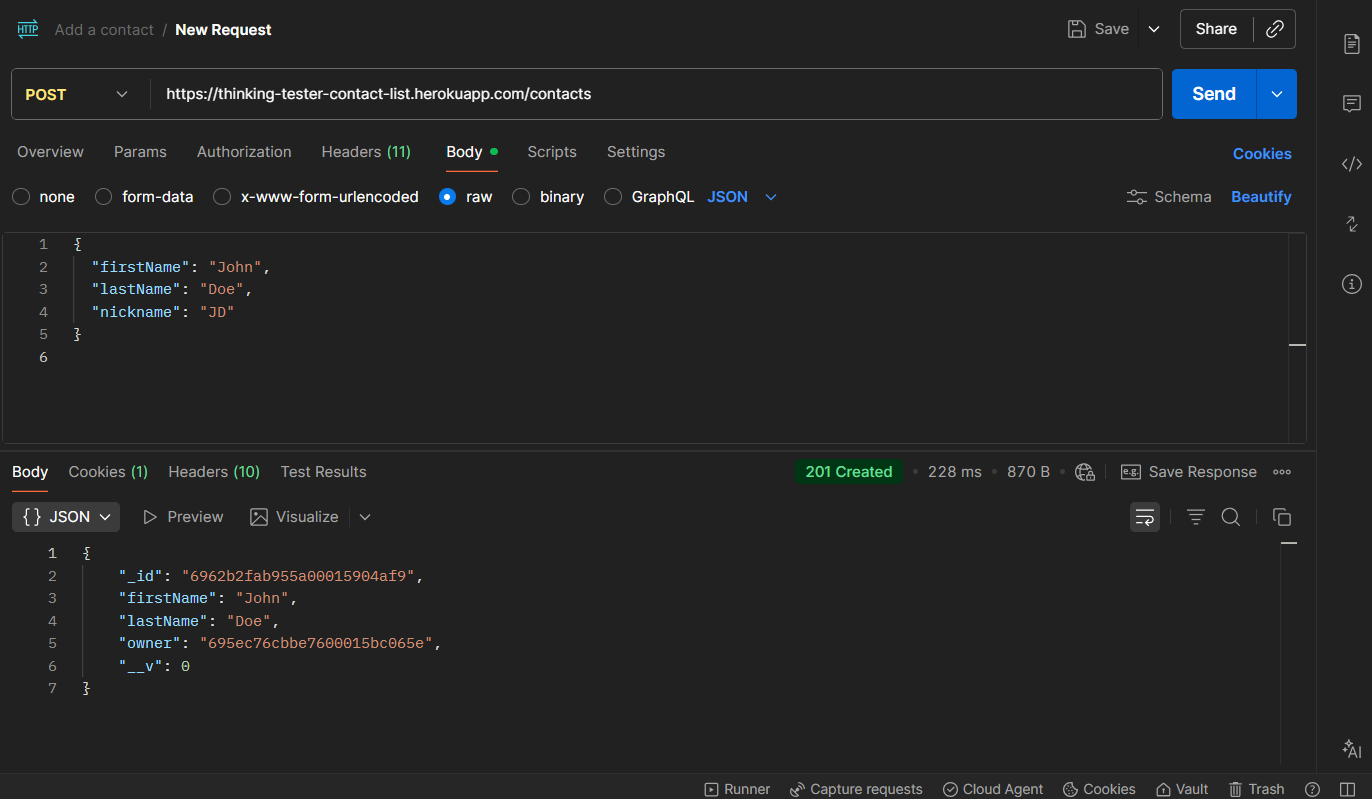 HTTP Add a contact / New Request Save Share
POST https://thinking-tester-contact-list.herokuapp.com/contacts Send
Overview Params Authorization Headers (11) Body Scripts Settings Cookies
none form-data x-www-form-urlencoded raw binary GraphQL JSON Schema Beautify
1 {
2 "firstName": "John",
3 "lastName": "Doe",
4 "nickname": "JD"
5 }
6
Body Cookies (1) Headers (10) Test Results 201 Created • 228 ms • 870 B • e.g. Save Response
{} JSON Preview Visualize
1 {
2 "_id": "6962b2fab955a00015904af9",
3 "firstName": "John",
4 "lastName": "Doe",
5 "owner": "695ec76cbbe7600015bc065e",
6 "__v": 0
7 }
AI
Runner Capture requests Cloud Agent Cookies Vault Trash